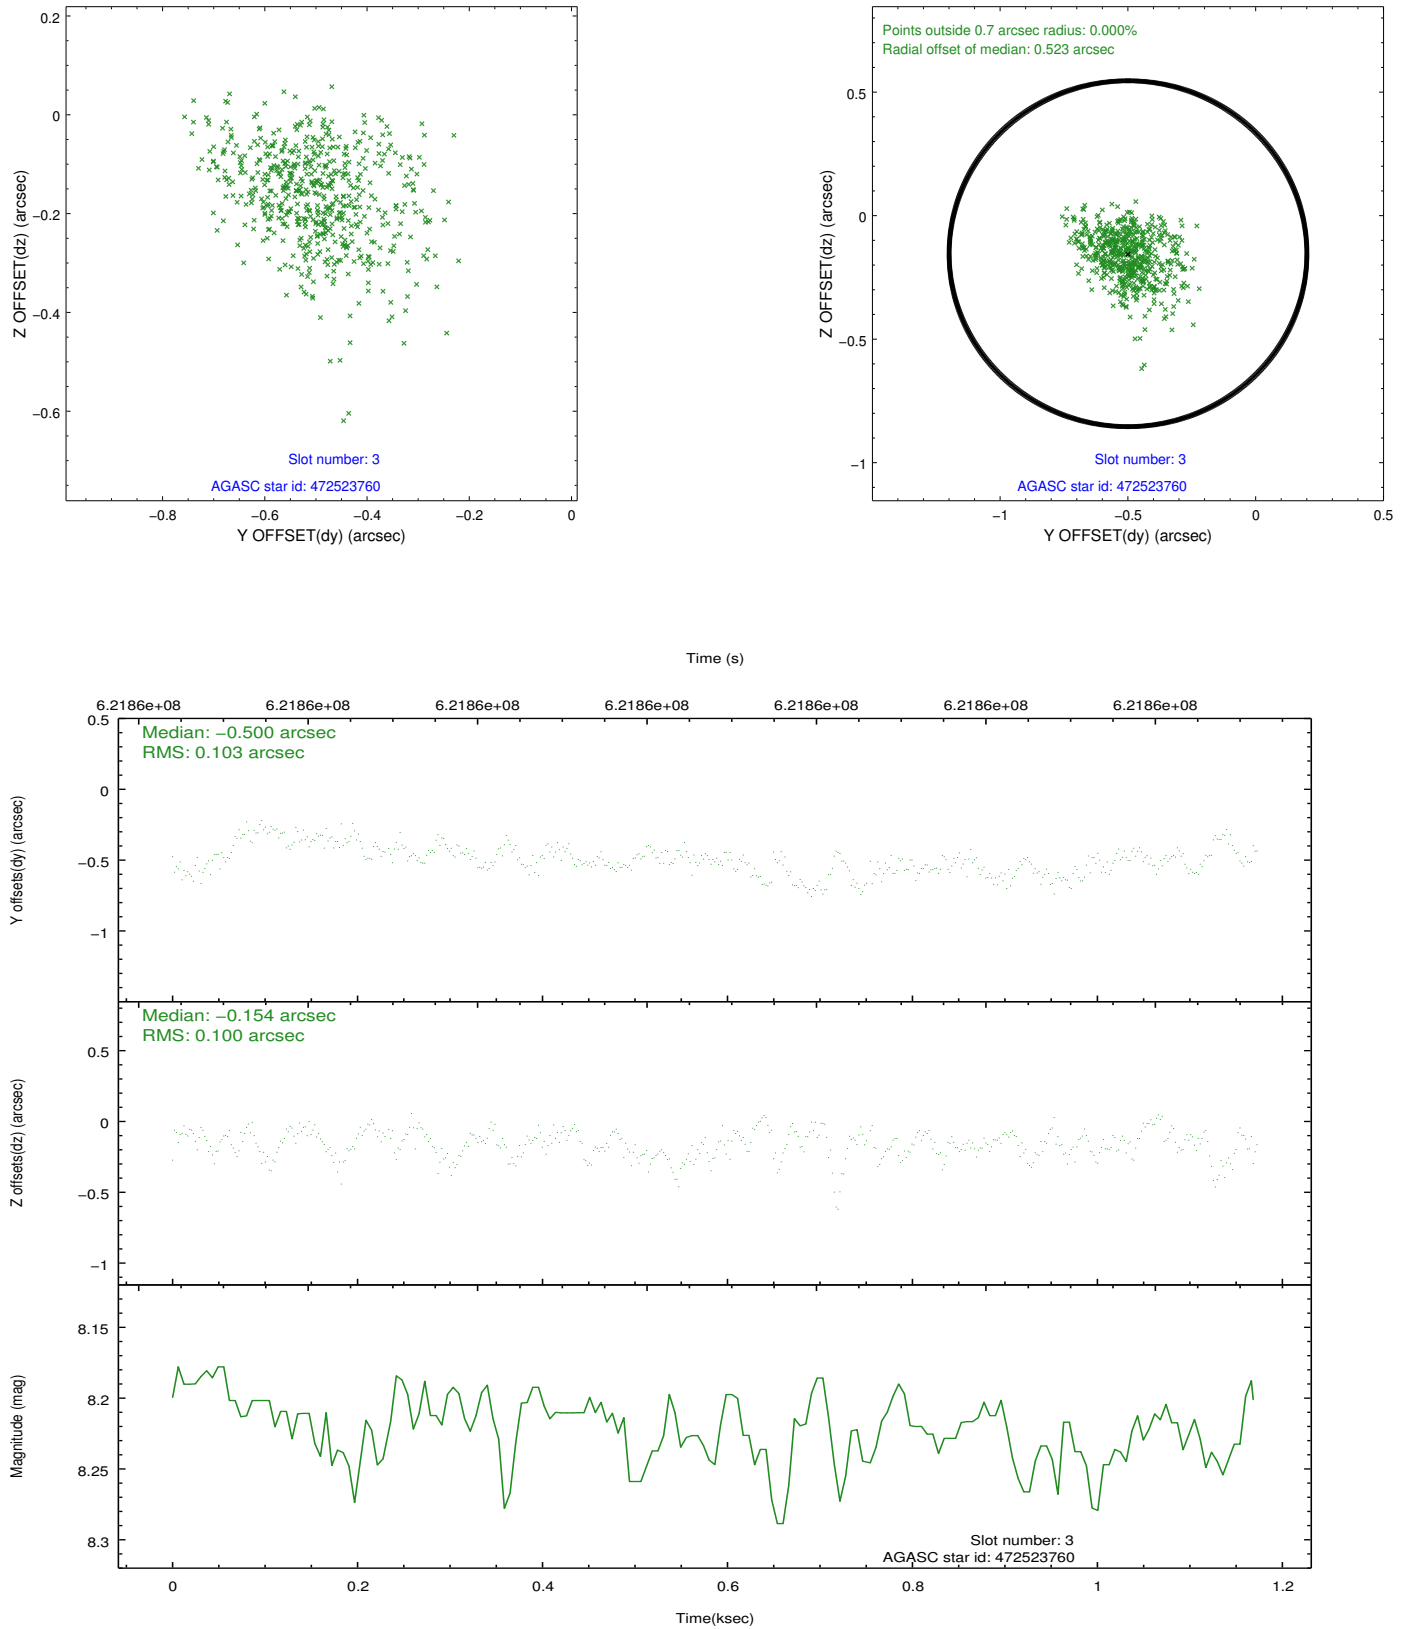 0.2
0
−0.2
−0.4
−0.6
Z OFFSET(dz) (arcsec)
Slot number: 3
AGASC star id: 472523760
−0.8
−0.6
−0.4
−0.2
0
Y OFFSET(dy) (arcsec)
Points outside 0.7 arcsec radius: 0.000%
Radial offset of median: 0.523 arcsec
0.5
0
−0.5
−1
Z OFFSET(dz) (arcsec)
Slot number: 3
AGASC star id: 472523760
−1
−0.5
0
0.5
Y OFFSET(dy) (arcsec)
Time (s)
6.2186e+08 6.2186e+08 6.2186e+08 6.2186e+08 6.2186e+08 6.2186e+08 6.2186e+08
Median: −0.500 arcsec
RMS: 0.103 arcsec
0.5
0
−0.5
−1
Y offsets(dy) (arcsec)
Median: −0.154 arcsec
RMS: 0.100 arcsec
0.5
0
−0.5
−1
Z offsets(dz) (arcsec)
8.15
8.2
8.25
8.3
Magnitude (mag)
Slot number: 3
AGASC star id: 472523760
0 0.2 0.4 0.6 0.8 1 1.2
Time(ksec)